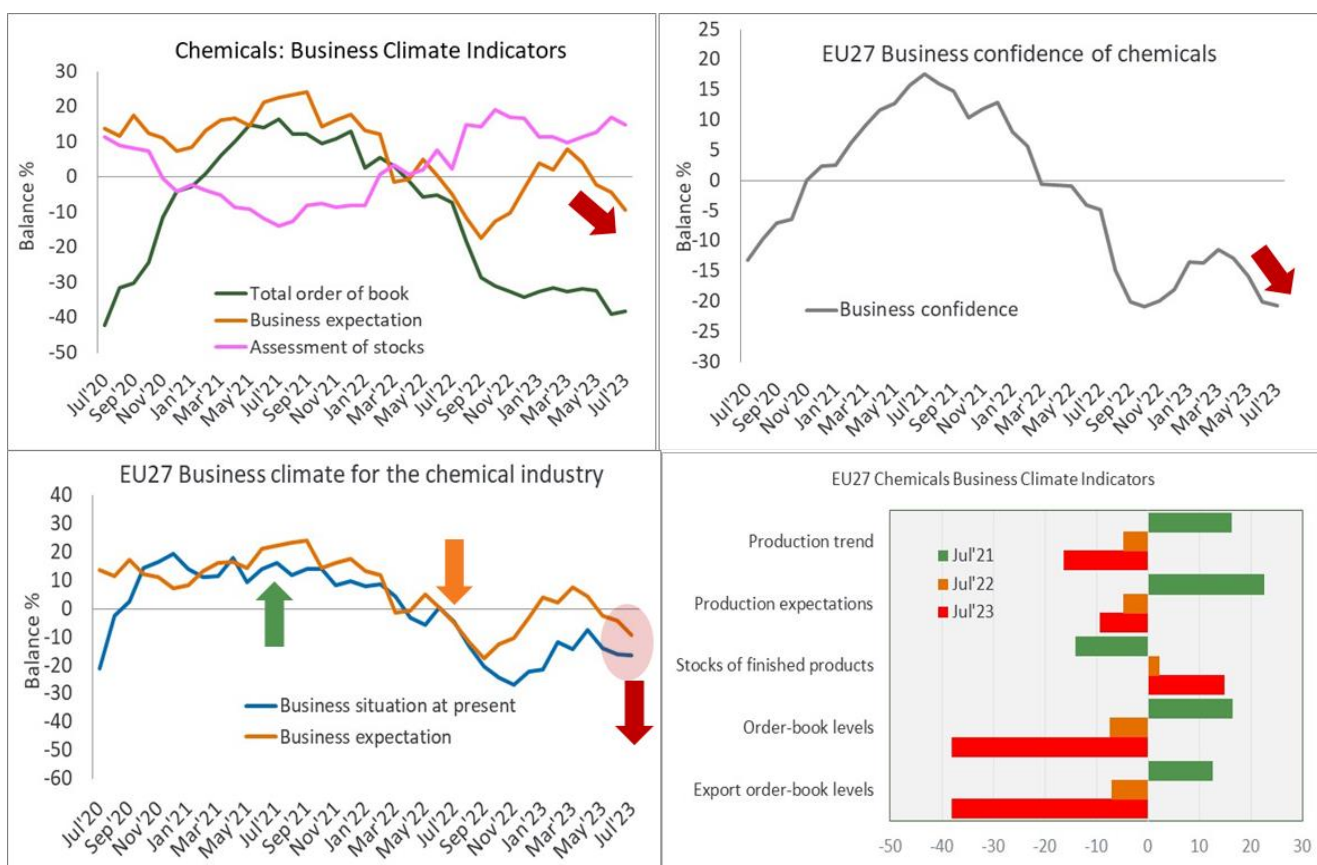 Chemicals: Business Climate Indicators
Balance %
30
20
10
0
-10
-20
-30
-40
-50
Total order of book
Business expectation
Assessment of stocks
Jul'20
Sep'20
Nov'20
Jan'21
Mar'21
May'21
Jul'21
Sep'21
Nov'21
Jan'22
Mar'22
May'22
Jul'22
Sep'22
Nov'22
Jan'23
Mar'23
May'23
Jul'23
EU27 Business confidence of chemicals
Balance %
25
20
15
10
5
0
-5
-10
-15
-20
-25
-30
Business confidence
Jul'20
Sep'20
Nov'20
Jan'21
Mar'21
May'21
Jul'21
Sep'21
Nov'21
Jan'22
Mar'22
May'22
Jul'22
Sep'22
Nov'22
Jan'23
Mar'23
May'23
Jul'23
EU27 Business climate for the chemical industry
Balance %
40
30
20
10
0
-10
-20
-30
-40
-50
-60
Business situation at present
Business expectation
Jul'20
Sep'20
Nov'20
Jan'21
Mar'21
May'21
Jul'21
Sep'21
Nov'21
Jan'22
Mar'22
May'22
Jul'22
Sep'22
Nov'22
Jan'23
Mar'23
May'23
Jul'23
EU27 Chemicals Business Climate Indicators
Production trend
Production expectations
Stocks of finished products
Order-book levels
Export order-book levels
Jul'21
Jul'22
Jul'23
-50 -40 -30 -20 -10 0 10 20 30